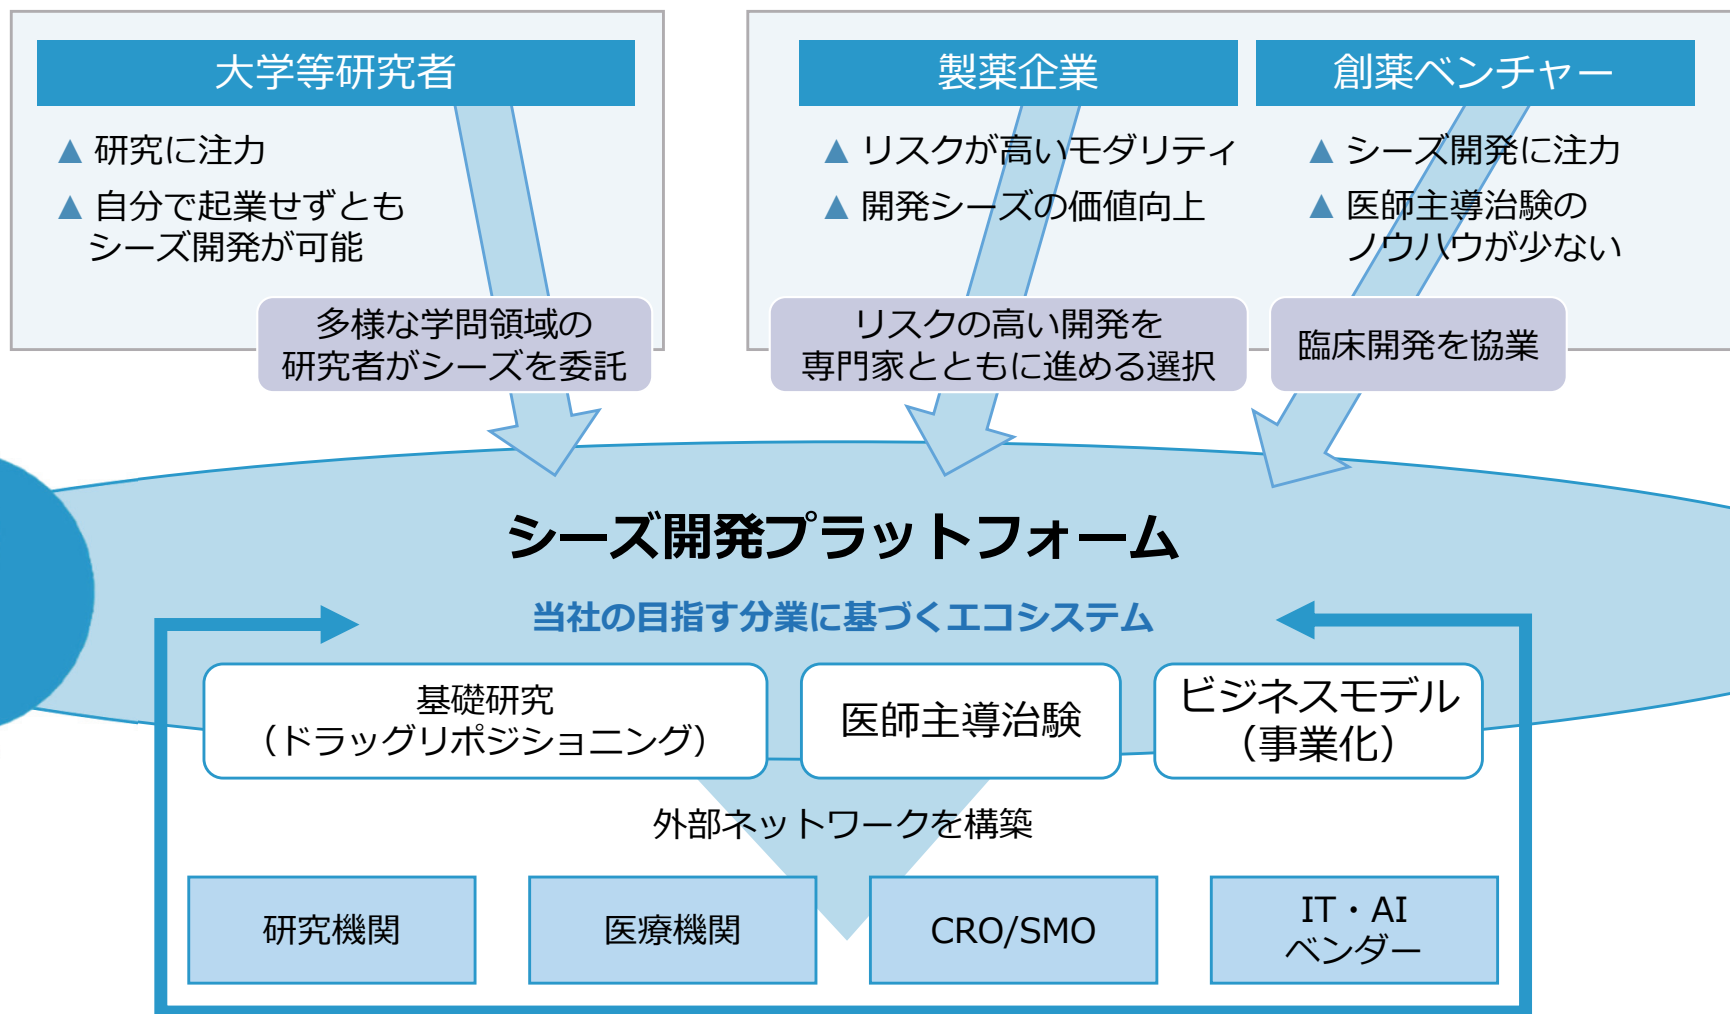 大学等研究者
▲ 研究に注力
▲ 自分で起業せずとも
シーズ開発が可能
多様な学問領域の
研究者がシーズを委託
製薬企業
▲ リスクが高いモダリティ
▲ 開発シーズの価値向上
リスクの高い開発を
専門家とともに進める選択
創薬ベンチャー
▲ シーズ開発に注力
▲ 医師主導治験の
ノウハウが少ない
臨床開発を協業
シーズ開発プラットフォーム
当社の目指す分業に基づくエコシステム
基礎研究
（ドラッグリポジショニング）
医師主導治験
ビジネスモデル
（事業化）
外部ネットワークを構築
研究機関
医療機関
CRO/SMO
IT・AI
ベンダー